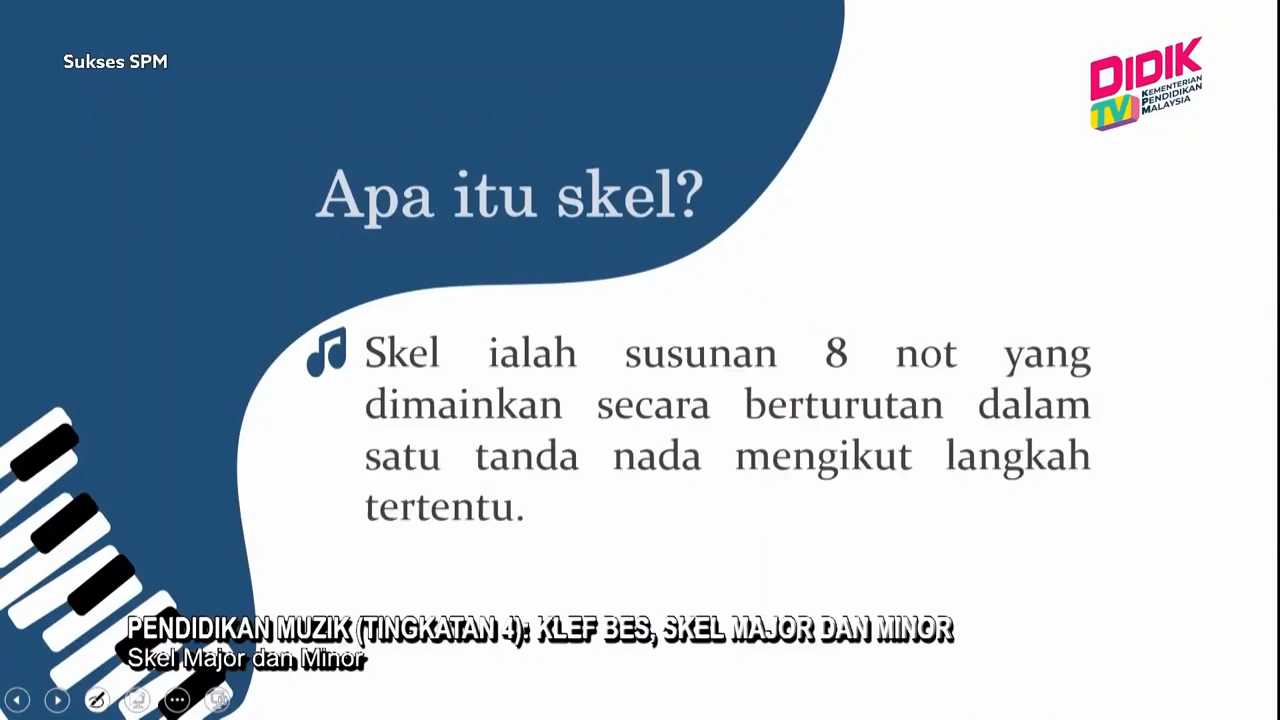 Sukses SPM
DIDIK
TV
KEMENTERIAN
PENDIDIKAN
MALAYSIA
Apa itu skel?
Skel ialah susunan 8 not yang
dimainkan secara berturutan dalam
satu tanda nada mengikut langkah
tertentu.
PENDIDIKAN MUZIK (TINGKATAN 4): KLEF BES, SKEL MAJOR DAN MINOR
Skel Major dan Minor